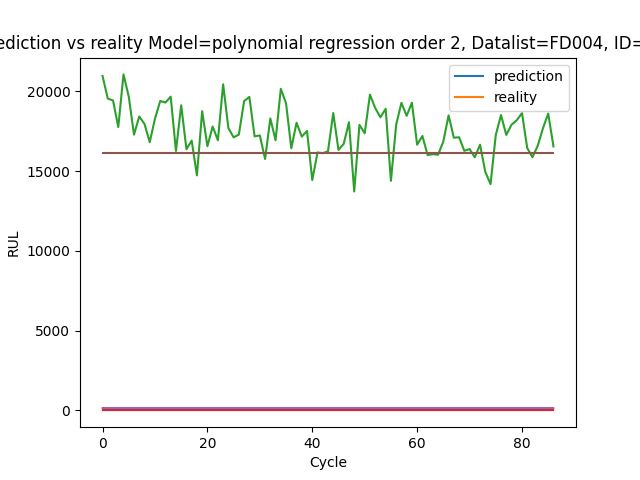 ediction vs reality Model=polynomial regression order 2, Datalist=FD004, ID=
prediction
reality
20000
15000
10000
5000
0
RUL
0 20 40 60 80
Cycle